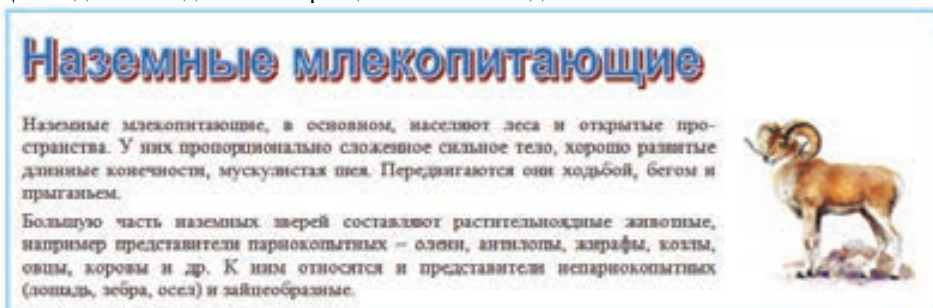 Наземные млекопитающие
Наземные млекопитающие, в основном, населяют леса и открытые про-
странства. У них пропорционально сложенное сильное тело, хорошо развитые
длинные конечности, мускулистая шея. Передвигаются они ходьбой, бегом и
прыганьем.
Большую часть наземных зверей составляют растительноядные животные,
например представители парнокопытных – олени, антилопы, жирафы, козлы,
овцы, коровы и др. К ним относятся и представители непарнокопытных
(лошадь, зебра, осел) и зайцеобразные.